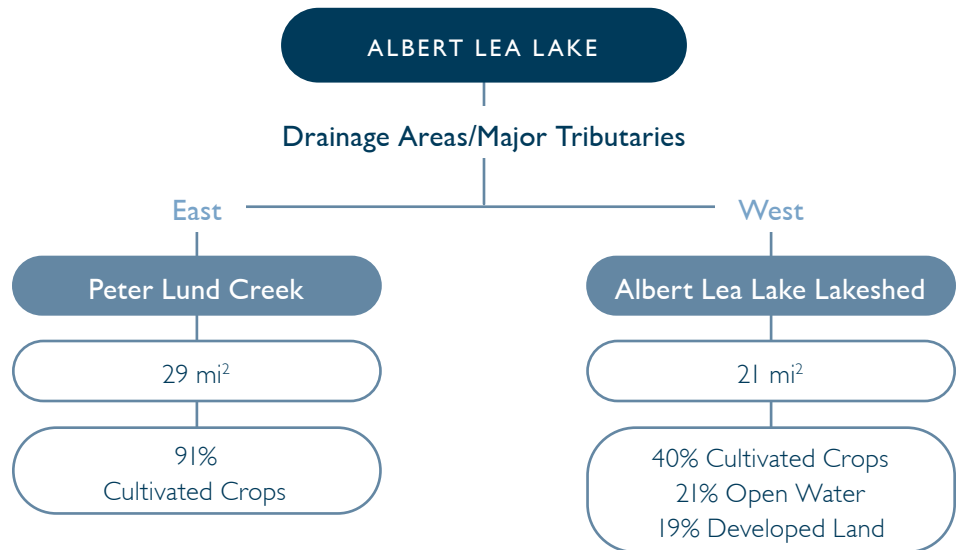 ALBERT LEA LAKE
Drainage Areas/Major Tributaries
East
West
Peter Lund Creek
Albert Lea Lake Lakeshed
29 mi²
21 mi²
91%
Cultivated Crops
40% Cultivated Crops
21% Open Water
19% Developed Land